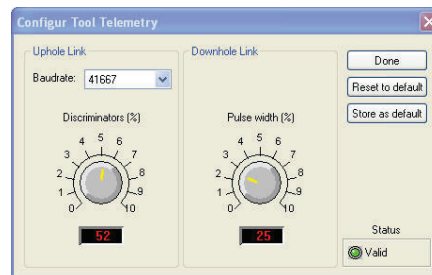 Configur Tool Telemetry
Uphole Link
Baudrate: 41667
Discriminators (%)
0 1 2 3 4 5 6 7 8 9 10
52
Downhole Link
Pulse width (%)
0 1 2 3 4 5 6 7 8 9 10
25
Done
Reset to default
Store as default
Status
Valid